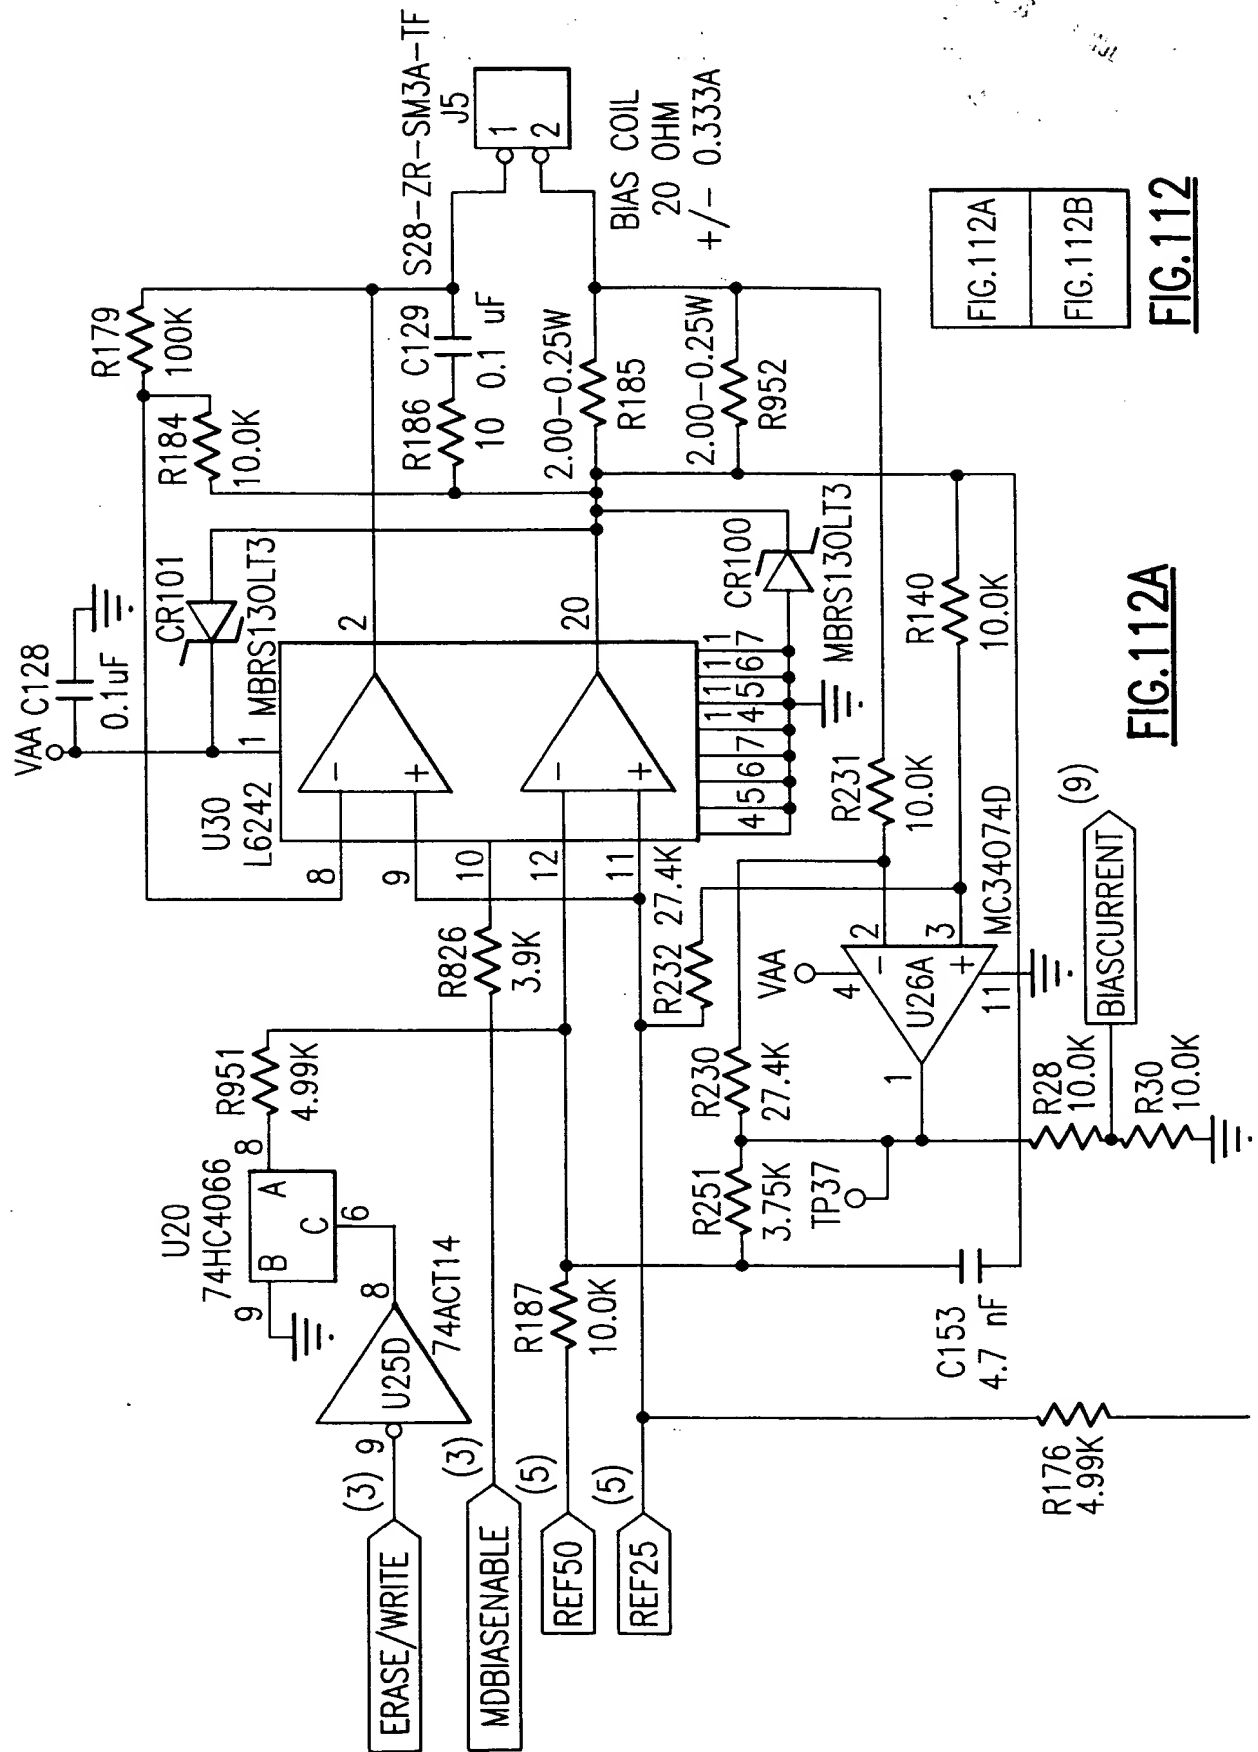 VAA
C128
0.1uF
CR101
MBRS130LT3
R179
100K
R184
10.0K
S28-ZR-SM3A-TF
J5
1
2
BIAS COIL
20 OHM
+/- 0.333A
R186
10
C129
0.1 uF
2.00-0.25W
R185
2.00-0.25W
R952
U30
L6242
1
2
20
8
9
10
12
11
-
+
-
+
4 5 6 7 14 15 16 17
CR100
MBRS130LT3
U20
74HC4066
9
B
A
8
C
6
R951
4.99K
R826
3.9K
U25D
9
8
74ACT14
(3)
ERASE/WRITE
(3)
MDBIASENABLE
(5)
REF50
(5)
REF25
R187
10.0K
R232
27.4K
R231
10.0K
R140
10.0K
R230
27.4K
R251
3.75K
TP37
VAA
4
2
-
U26A
3
+
11
1
MC34074D
R28
10.0K
R30
10.0K
BIASCURRENT
(9)
C153
4.7 nF
R176
4.99K
FIG.112A
FIG.112A
FIG.112B
FIG.112